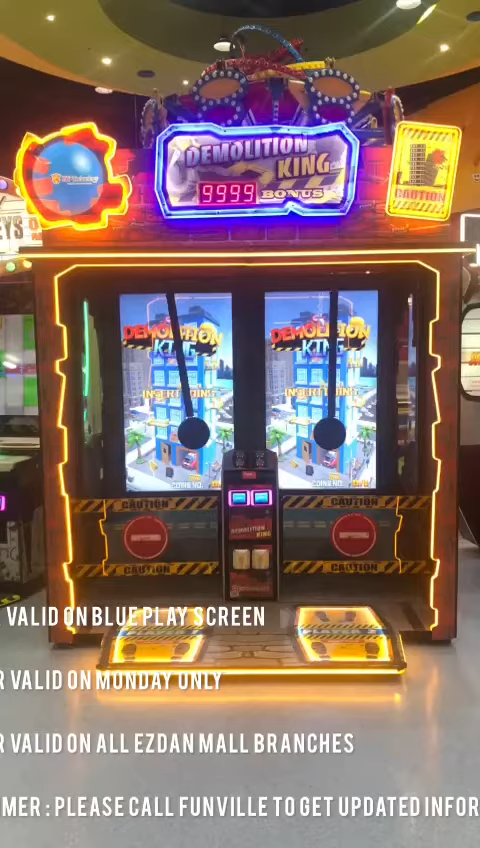 DEMOLITION
KING
9999 BONUS
CAUTION
DEMOLITION
KING
INSERT COINS
DEMOLITION
KING
INSERT COINS
CAUTION
CAUTION
DEMOLITION
KING
CAUTION
CAUTION
VALID ON BLUE PLAY SCREEN
R VALID ON MONDAY ONLY
R VALID ON ALL EZDAN MALL BRANCHES
MER : PLEASE CALL FUNVILLE TO GET UPDATED INFOR